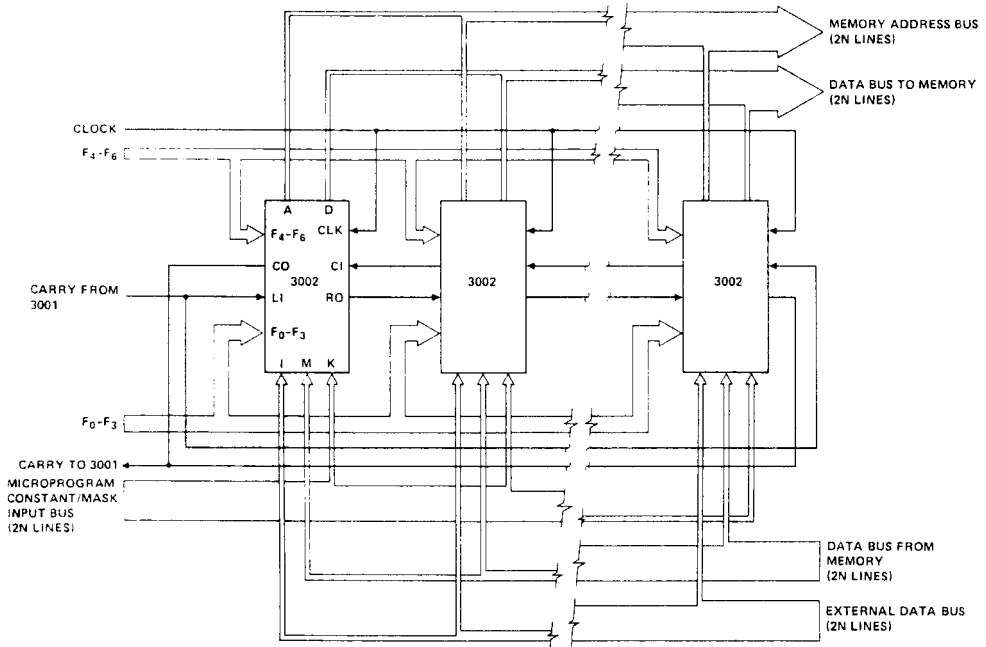 MEMORY ADDRESS BUS
(2N LINES)
DATA BUS TO MEMORY
(2N LINES)
CLOCK
F₄-F₆
A D
F₄-F₆ CLK
CO CI
3002
LI RO
F₀-F₃
I M K
3002
3002
CARRY FROM
3001
F₀-F₃
CARRY TO 3001
MICROPROGRAM
CONSTANT/MASK
INPUT BUS
(2N LINES)
DATA BUS FROM
MEMORY
(2N LINES)
EXTERNAL DATA BUS
(2N LINES)